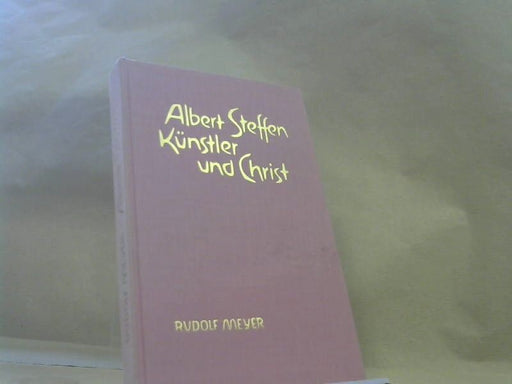 Albert Steffen
Künstler
und Christ
RUDOLF MEYER